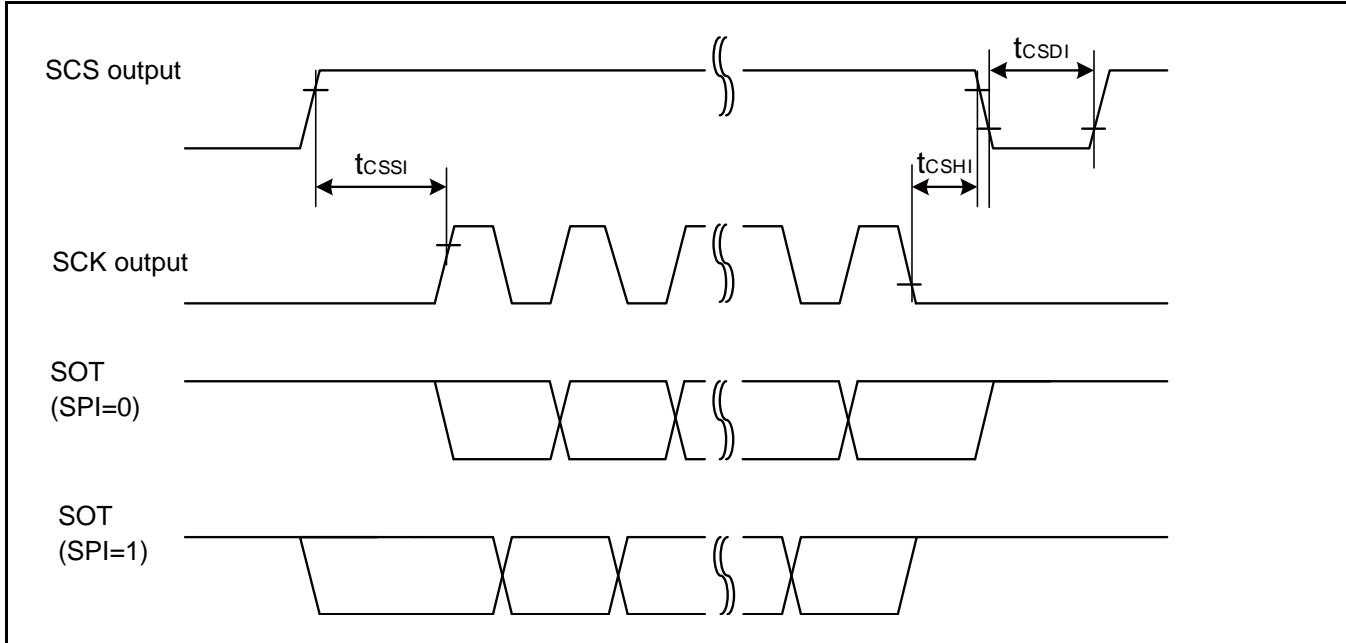 SCS output
tCSDI
tCSSI
tCSHI
SCK output
SOT
(SPI=0)
SOT
(SPI=1)